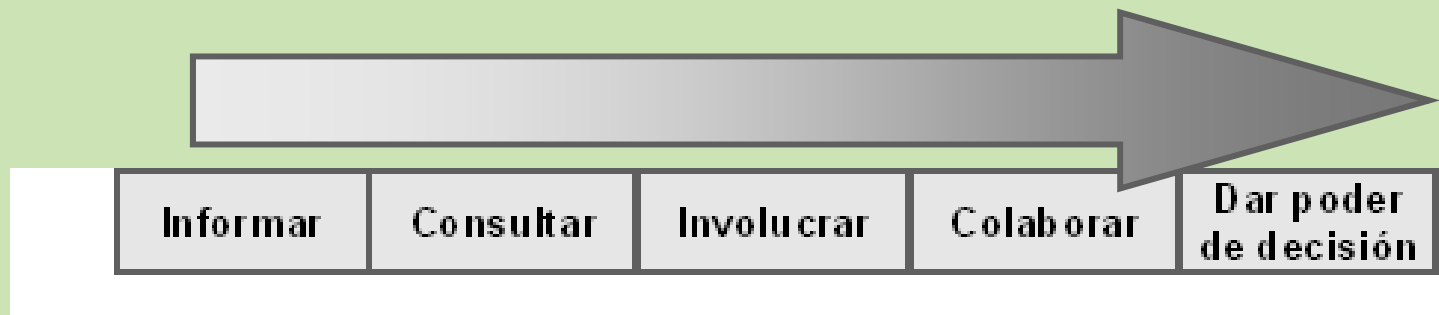 Informar
Consultar
Involucrar
Colaborar
Dar poder
de decisión